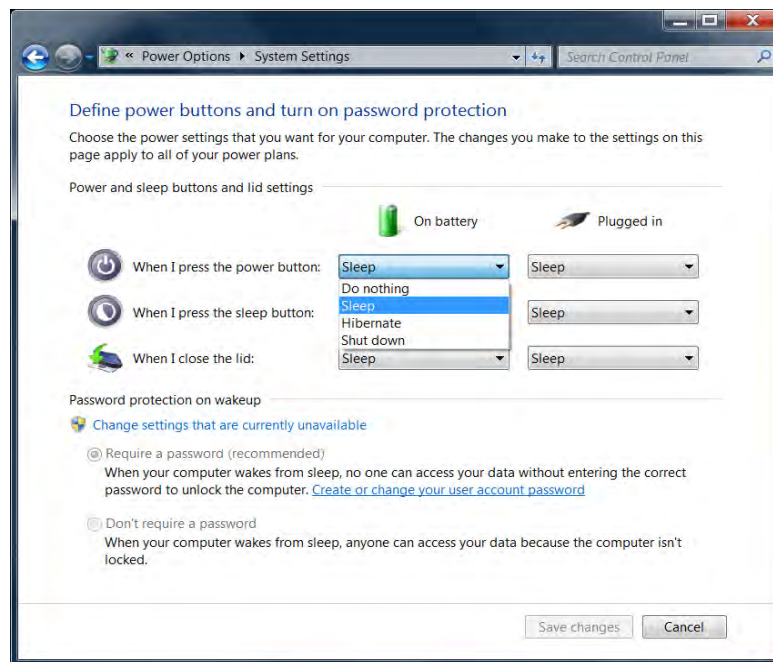 « Power Options ▸ System Settings
Search Control Panel
Define power buttons and turn on password protection
Choose the power settings that you want for your computer. The changes you make to the settings on this
page apply to all of your power plans.
Power and sleep buttons and lid settings
On battery Plugged in
When I press the power button: Sleep Sleep
Do nothing
Sleep
When I press the sleep button: Sleep
Hibernate
Shut down
When I close the lid: Sleep Sleep
Password protection on wakeup
Change settings that are currently unavailable
Require a password (recommended)
When your computer wakes from sleep, no one can access your data without entering the correct
password to unlock the computer. Create or change your user account password
Don't require a password
When your computer wakes from sleep, anyone can access your data because the computer isn't
locked.
Save changes Cancel